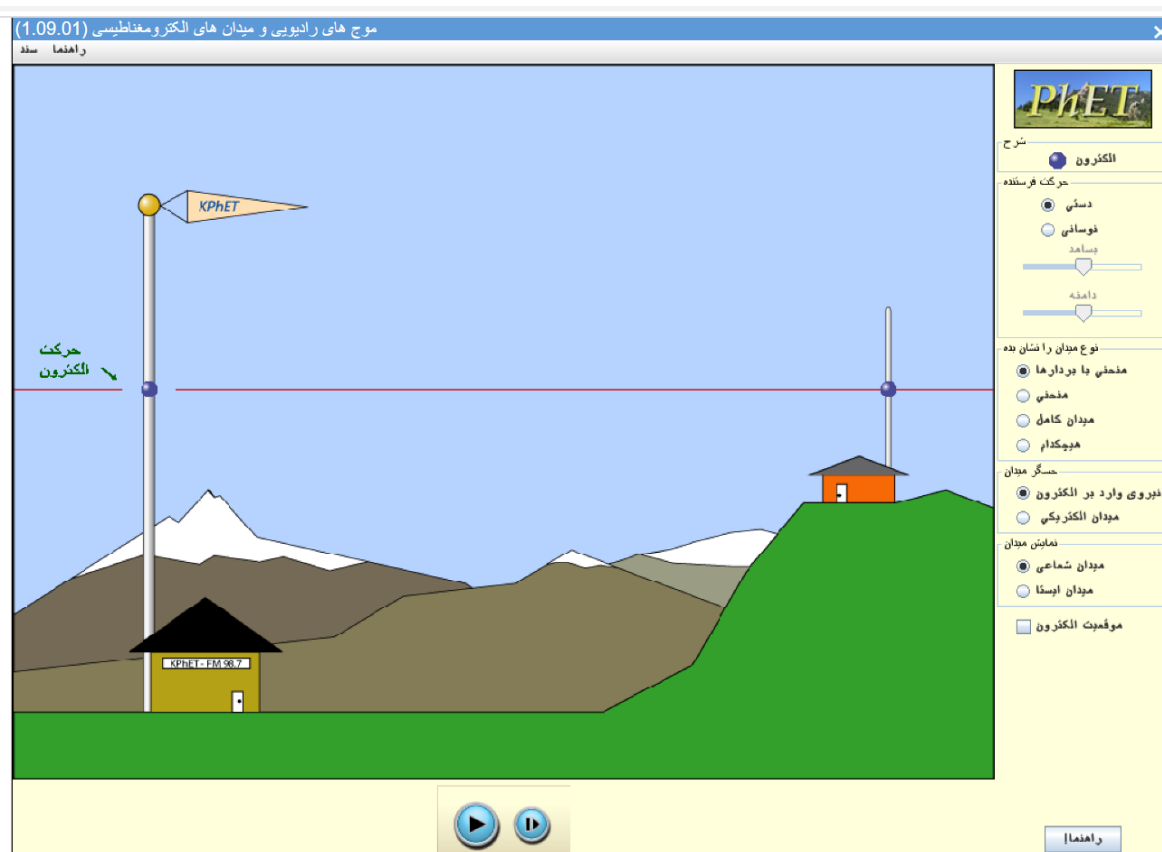 موج های رادیویی و میدان های الکترومغناطیسی (1.09.01)
سند راهنما
PhET
شرح
الکترون
حرکت فرستنده
دستی
نوسانی
بسامد
دامنه
نوع میدان را نشان بده
منحنی با بردارها
منحنی
میدان کامل
هیچکدام
حسگر میدان
نیروی وارد بر الکترون
میدان الکتریکی
نمایش میدان
میدان شعاعی
میدان ایستا
موقعیت الکترون
راهنما!
KPhET
حرکت
الکترون
KPhET - FM 98.7